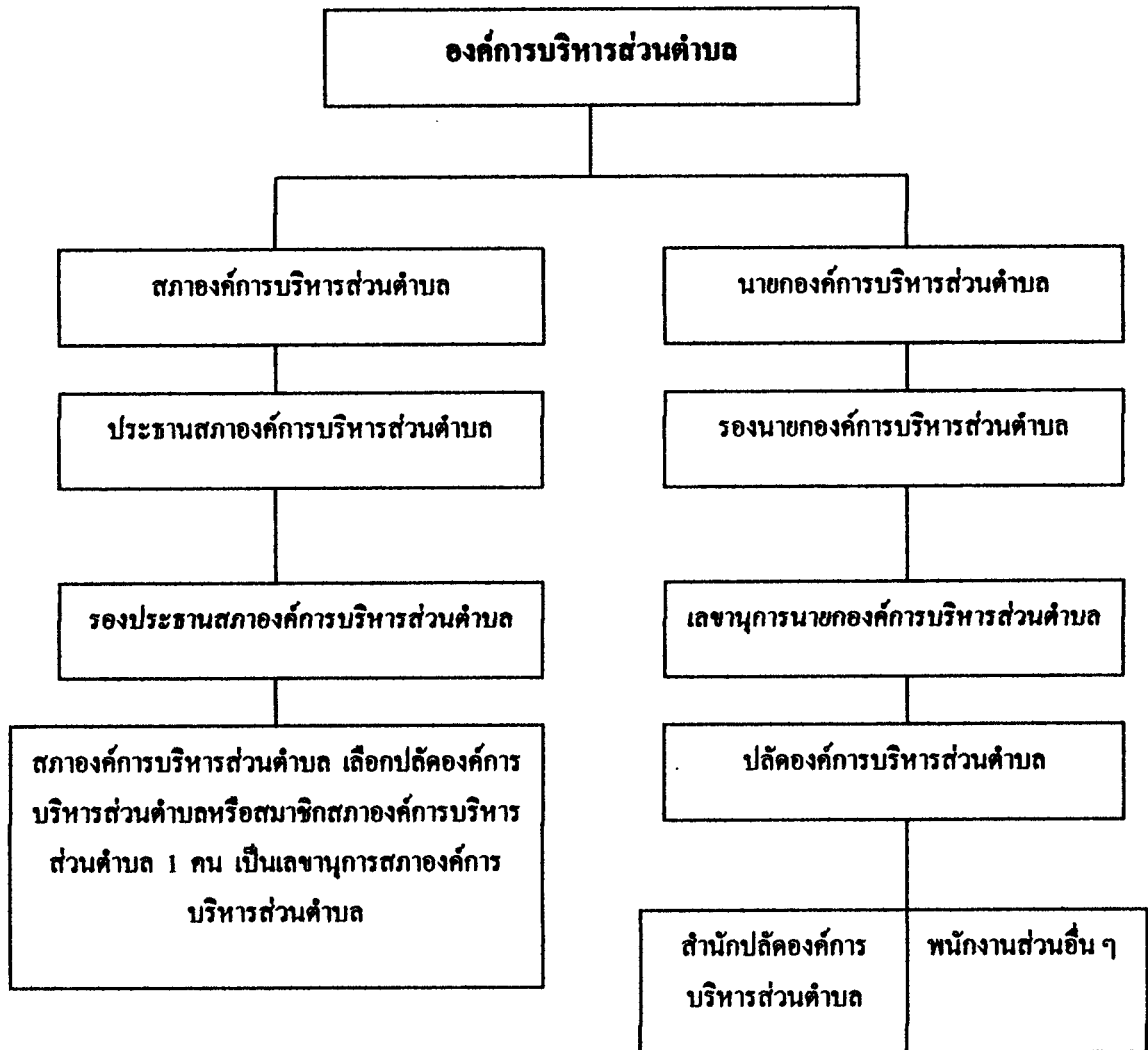 องค์การบริหารส่วนตำบล
สภาองค์การบริหารส่วนตำบล
นายกองค์การบริหารส่วนตำบล
ประธานสภาองค์การบริหารส่วนตำบล
รองนายกองค์การบริหารส่วนตำบล
รองประธานสภาองค์การบริหารส่วนตำบล
เลขานุการนายกองค์การบริหารส่วนตำบล
สภาองค์การบริหารส่วนตำบล เลือกปลัดองค์การ
บริหารส่วนตำบลหรือสมาชิกสภาองค์การบริหาร
ส่วนตำบล 1 คน เป็นเลขานุการสภาองค์การ
บริหารส่วนตำบล
ปลัดองค์การบริหารส่วนตำบล
สำนักปลัดองค์การ
บริหารส่วนตำบล
พนักงานส่วนอื่น ๆ